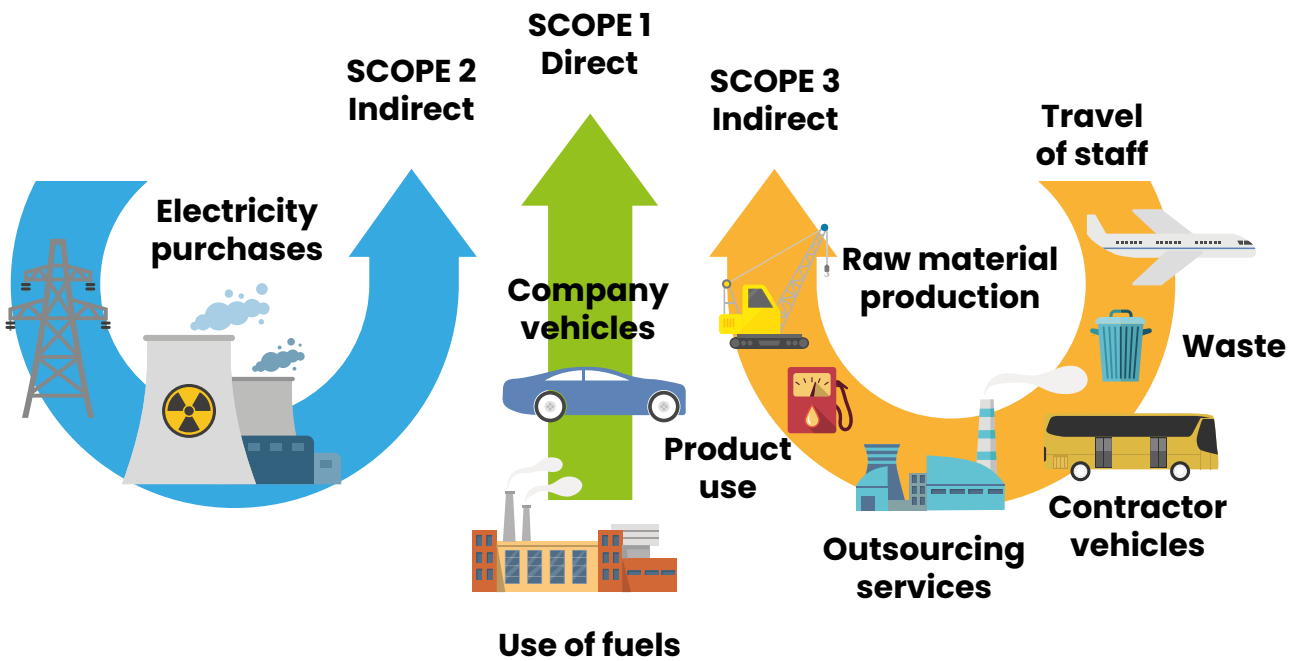 SCOPE 1
Direct
SCOPE 2
Indirect
SCOPE 3
Indirect
Travel
of staff
Electricity
purchases
Raw material
production
Company
vehicles
Waste
Product
use
Contractor
vehicles
Outsourcing
services
Use of fuels